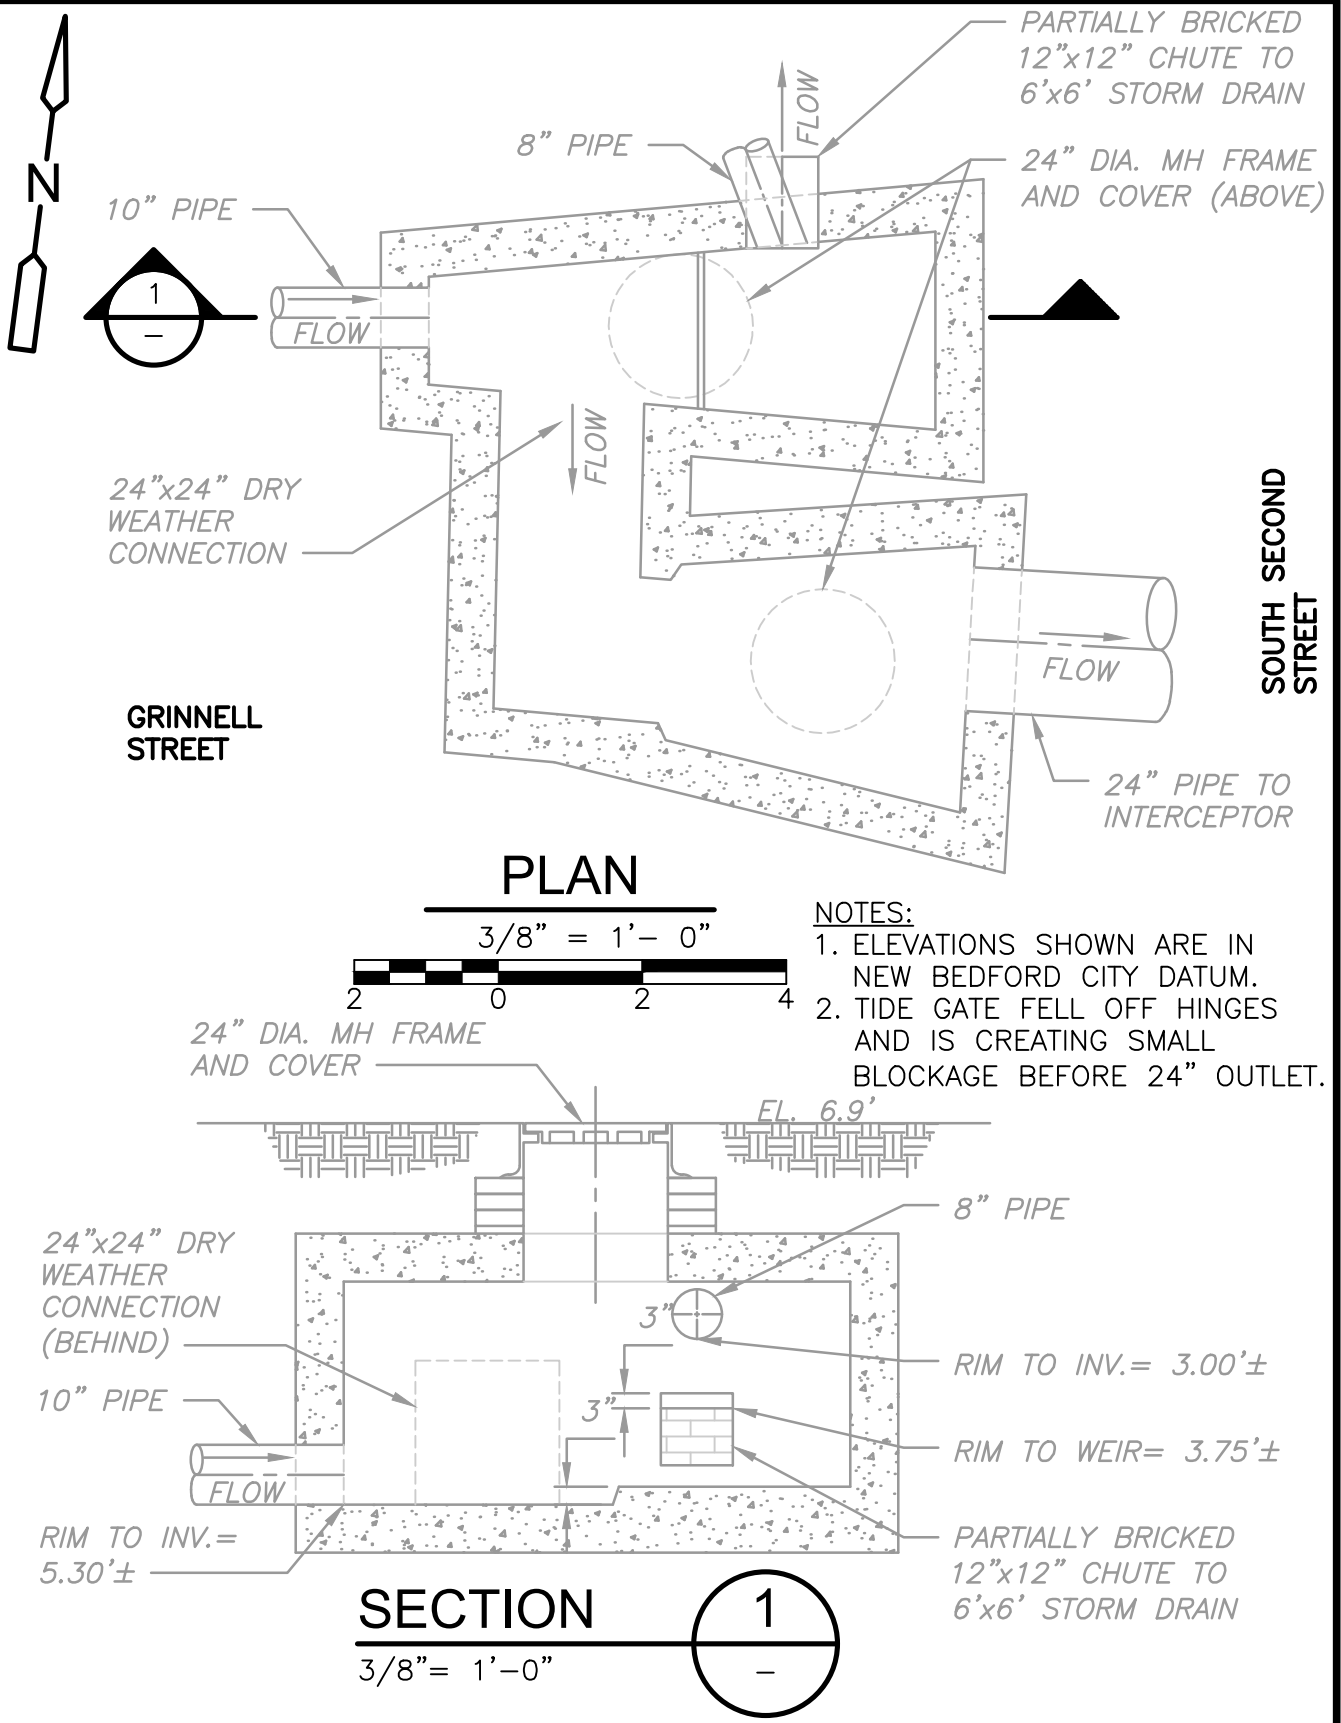 PARTIALLY BRICKED
12"x12" CHUTE TO
6'x6' STORM DRAIN
FLOW
8" PIPE
24" DIA. MH FRAME
AND COVER (ABOVE)
N
10" PIPE
1
–
FLOW
FLOW
24"x24" DRY
WEATHER
CONNECTION
SOUTH SECOND
STREET
FLOW
GRINNELL
STREET
24" PIPE TO
INTERCEPTOR
PLAN
3/8" = 1'- 0"
2 0 2 4
NOTES:
1. ELEVATIONS SHOWN ARE IN
NEW BEDFORD CITY DATUM.
2. TIDE GATE FELL OFF HINGES
AND IS CREATING SMALL
BLOCKAGE BEFORE 24" OUTLET.
24" DIA. MH FRAME
AND COVER
EL. 6.9'
8" PIPE
24"x24" DRY
WEATHER
CONNECTION
(BEHIND)
3"
RIM TO INV.= 3.00'±
10" PIPE
3"
RIM TO WEIR= 3.75'±
FLOW
RIM TO INV.=
5.30'±
PARTIALLY BRICKED
12"x12" CHUTE TO
6'x6' STORM DRAIN
SECTION
3/8"= 1'-0"
1
–